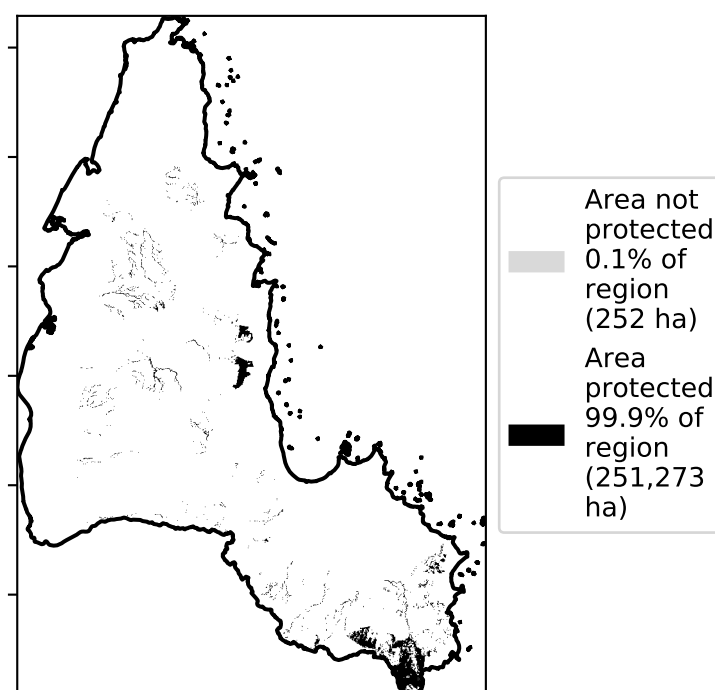 Area not
protected
0.1% of
region
(252 ha)
Area
protected
99.9% of
region
(251,273
ha)